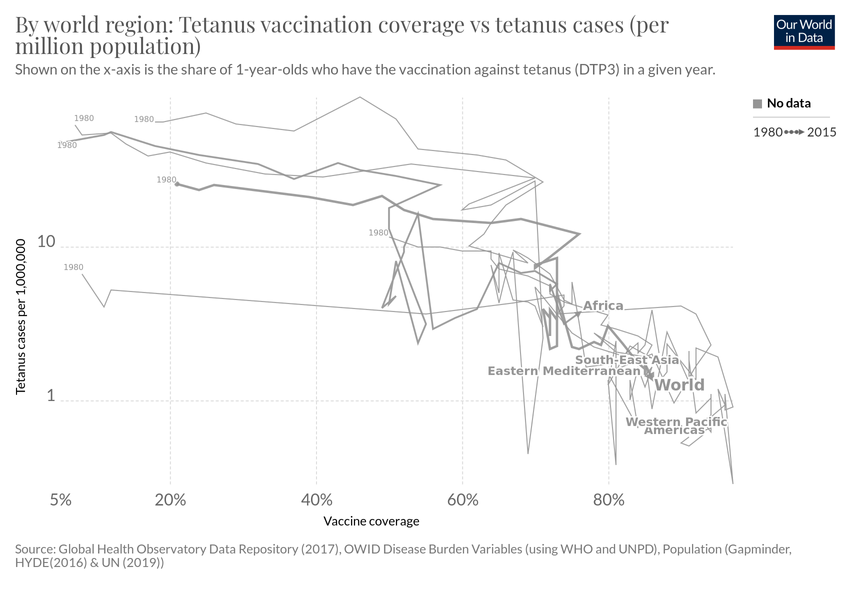 By world region: Tetanus vaccination coverage vs tetanus cases (per
million population)
Our World
in Data
Shown on the x-axis is the share of 1-year-olds who have the vaccination against tetanus (DTP3) in a given year.
No data
1980 2015
1980
1980
1980
1980
1980
1980
10
1
Tetanus cases per 1,000,000
Africa
South-East Asia
Eastern Mediterranean
World
Western Pacific
Americas
5% 20% 40% 60% 80%
Vaccine coverage
Source: Global Health Observatory Data Repository (2017), OWID Disease Burden Variables (using WHO and UNPD), Population (Gapminder,
HYDE(2016) & UN (2019))